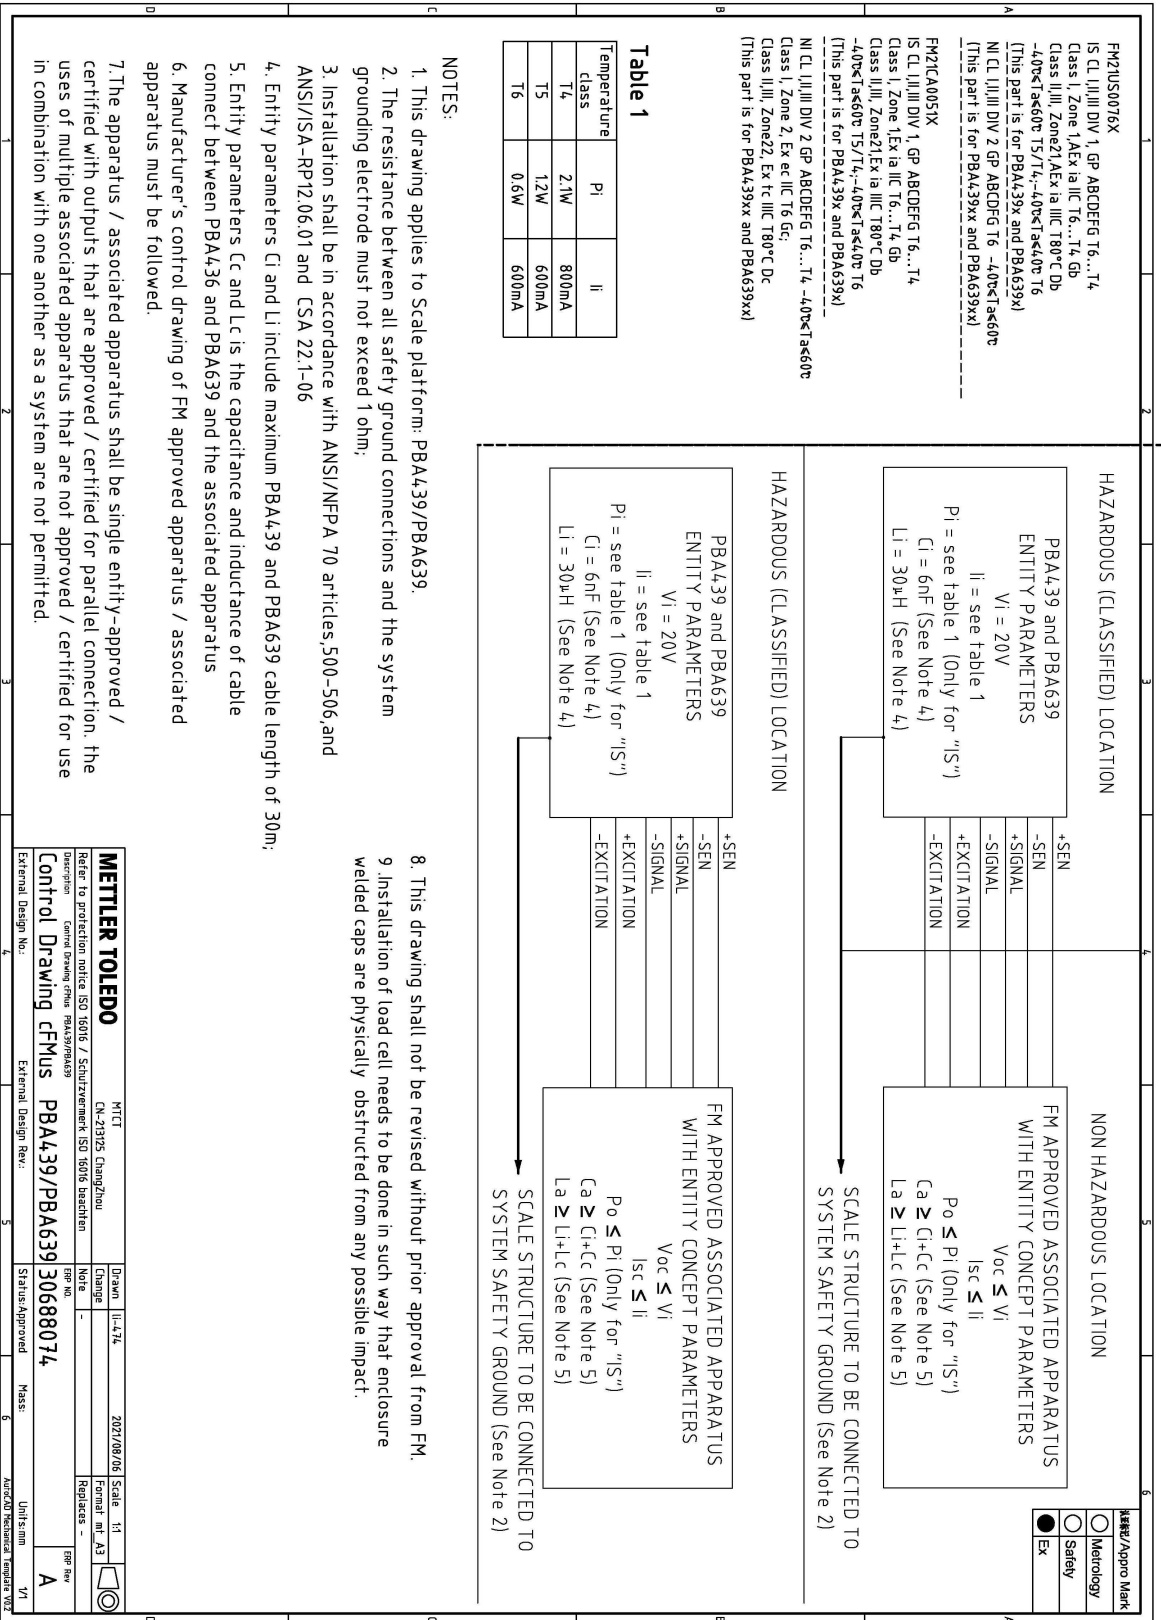 FM21US0076X
IS CL I,II,III DIV 1, GP ABCDEFG T6...T4
Class I, Zone 1,AEx ia IIC T6...T4 Gb
Class II,III, Zone21,AEx ia IIIC T80°C Db
-40℃≤Ta≤60℃ T5/T4;-40℃≤Ta≤40℃ T6
(This part is for PBA439x and PBA639x)
NI CL I,II,III DIV 2 GP ABCDFG T6 -40℃≤Ta≤60℃
(This part is for PBA439xx and PBA639xx)
FM21CA0051X
IS CL I,II,III DIV 1, GP ABCDEFG T6...T4
Class I, Zone 1,Ex ia IIC T6...T4 Gb
Class II,III, Zone21,Ex ia IIIC T80°C Db
-40℃≤Ta≤60℃ T5/T4;-40℃≤Ta≤40℃ T6
(This part is for PBA439x and PBA639x)
NI CL I,II,III DIV 2 GP ABCDEFG T6...T4 -40℃≤Ta≤60℃
Class I, Zone 2, Ex ec IIC T6 Gc;
Class II,III, Zone22, Ex tc IIIC T80°C Dc
(This part is for PBA439xx and PBA639xx)
Table 1
Temperature class Pi Ii
T4 2.1W 800mA
T5 1.2W 600mA
T6 0.6W 600mA
HAZARDOUS (CLASSIFIED) LOCATION
NON HAZARDOUS LOCATION
PBA439 and PBA639
ENTITY PARAMETERS
Vi = 20V
Ii = see table 1
Pi = see table 1 (Only for "IS")
Ci = 6nF (See Note 4)
Li = 30µH (See Note 4)
+SEN
-SEN
+SIGNAL
-SIGNAL
+EXCITATION
-EXCITATION
FM APPROVED ASSOCIATED APPARATUS
WITH ENTITY CONCEPT PARAMETERS
Voc ≤ Vi
Isc ≤ Ii
Po ≤ Pi (Only for "IS")
Ca ≥ Ci+Cc (See Note 5)
La ≥ Li+Lc (See Note 5)
SCALE STRUCTURE TO BE CONNECTED TO
SYSTEM SAFETY GROUND (See Note 2)
HAZARDOUS (CLASSIFIED) LOCATION
PBA439 and PBA639
ENTITY PARAMETERS
Vi = 20V
Ii = see table 1
Pi = see table 1 (Only for "IS")
Ci = 6nF (See Note 4)
Li = 30µH (See Note 4)
+SEN
-SEN
+SIGNAL
-SIGNAL
+EXCITATION
-EXCITATION
FM APPROVED ASSOCIATED APPARATUS
WITH ENTITY CONCEPT PARAMETERS
Voc ≤ Vi
Isc ≤ Ii
Po ≤ Pi (Only for "IS")
Ca ≥ Ci+Cc (See Note 5)
La ≥ Li+Lc (See Note 5)
SCALE STRUCTURE TO BE CONNECTED TO
SYSTEM SAFETY GROUND (See Note 2)
/Appro Mark
Metrology
Safety
Ex
NOTES:
1. This drawing applies to Scale platform: PBA439/PBA639.
2. The resistance between all safety ground connections and the system
grounding electrode must not exceed 1 ohm;
3. Installation shall be in accordance with ANSI/NFPA 70 articles,500-506,and
ANSI/ISA-RP12.06.01 and CSA 22.1-06
4. Entity parameters Ci and Li include maximum PBA439 and PBA639 cable length of 30m;
5. Entity parameters Cc and Lc is the capacitance and inductance of cable
connect between PBA436 and PBA639 and the associated apparatus
6. Manufacturer's control drawing of FM approved apparatus / associated
apparatus must be followed.
7.The apparatus / associated apparatus shall be single entity-approved /
certified with outputs that are approved / certified for parallel connection. the
uses of multiple associated apparatus that are not approved / certified for use
in combination with one another as a system are not permitted.
8. This drawing shall not be revised without prior approval from FM.
9 .Installation of load cell needs to be done in such way that enclosure
welded caps are physically obstructed from any possible impact.
METTLER TOLEDO
MTCT
CN-213125 ChangZhou
Refer to protection notice ISO 16016 / Schutzvermerk ISO 16016 beachten
Description Control Drawing cFMus PBA439/PBA639
Control Drawing cFMus PBA439/PBA639
External Design No.: External Design Rev.:
Drawn li-474 2021/08/06
Change
Note -
Scale 1:1
Format mt_A3
Replaces -
ERP NO.
30688074
ERP Rev
A
Status:Approved Mass: Units:mm 1/1
AutoCAD Mechanical Template V0.2
1 2 3 4 5 6
1 2 3 4 5 6
A B C D
A B C D